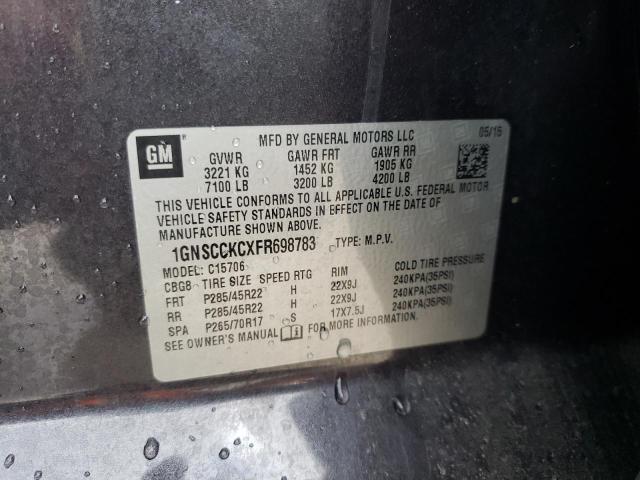 GM
MFD BY GENERAL MOTORS LLC 05/15
GVWR GAWR FRT GAWR RR
3221 KG 1452 KG 1905 KG
7100 LB 3200 LB 4200 LB
THIS VEHICLE CONFORMS TO ALL APPLICABLE U.S. FEDERAL MOTOR
VEHICLE SAFETY STANDARDS IN EFFECT ON THE DATE OF
MANUFACTURE SHOWN ABOVE.
1GNSCCKCXFR698783 TYPE: M.P.V.
MODEL: C15706
CBG8 TIRE SIZE SPEED RTG RIM COLD TIRE PRESSURE
FRT P285/45R22 H 22X9J 240KPA(35PSI)
RR P285/45R22 H 22X9J 240KPA(35PSI)
SPA P265/70R17 S 17X7.5J 240KPA(35PSI)
SEE OWNER'S MANUAL FOR MORE INFORMATION.